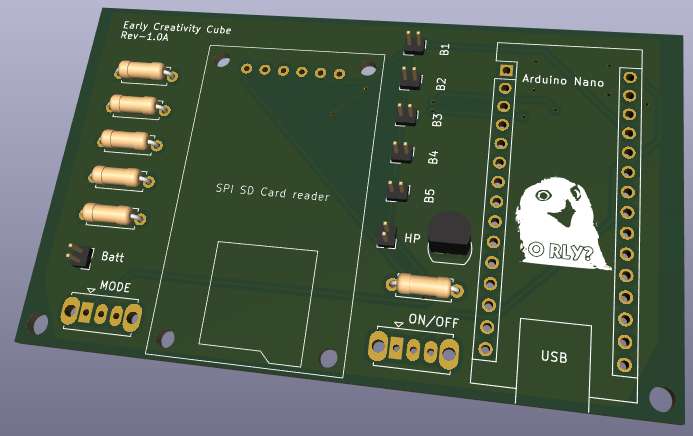 Early Creativity Cube
Rev-1.0A
B1
Arduino Nano
B2
B3
B4
SPI SD Card reader
B5
HP
O RLY?
Batt
MODE
ON/OFF
USB